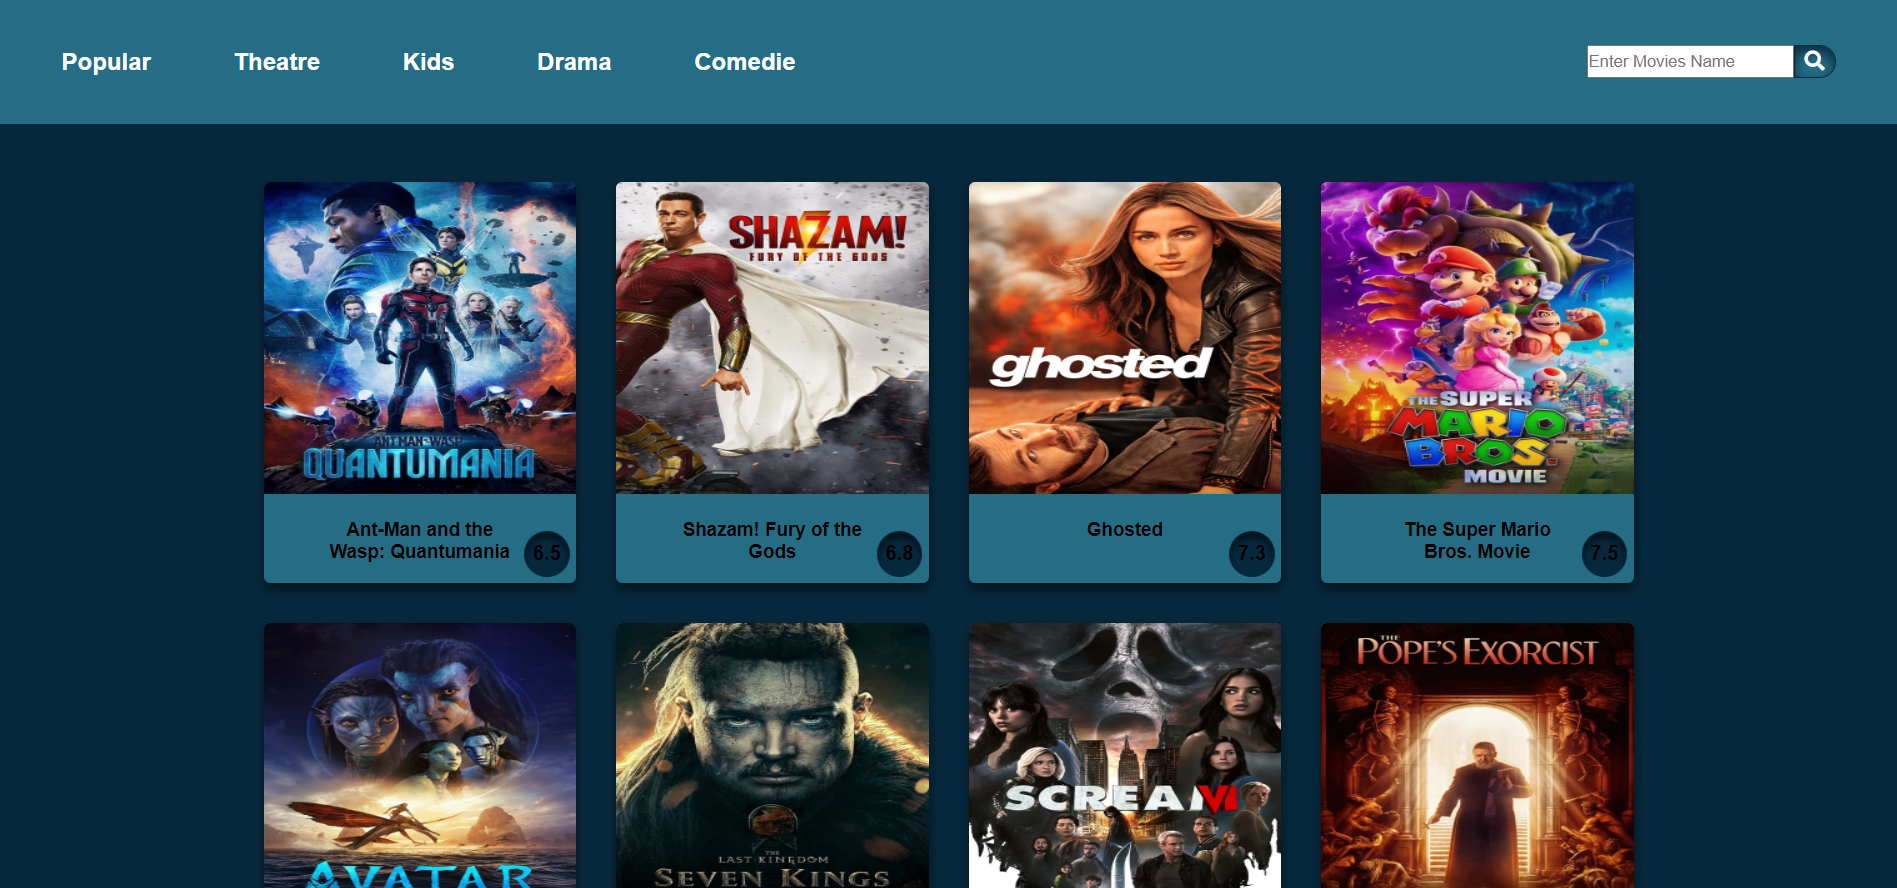 Popular
Theatre
Kids
Drama
Comedie
Enter Movies Name
ANT-MAN AND THE WASP
QUANTUMANIA
SHAZAM!
FURY OF THE GODS
ghosted
THE SUPER
MARIO
BROS.
MOVIE
Ant-Man and the
Wasp: Quantumania
6.5
Shazam! Fury of the
Gods
6.8
Ghosted
7.3
The Super Mario
Bros. Movie
7.5
AVATAR
THE
LAST KINGDOM
SEVEN KINGS
SCREAM VI
THE
POPE'S EXORCIST